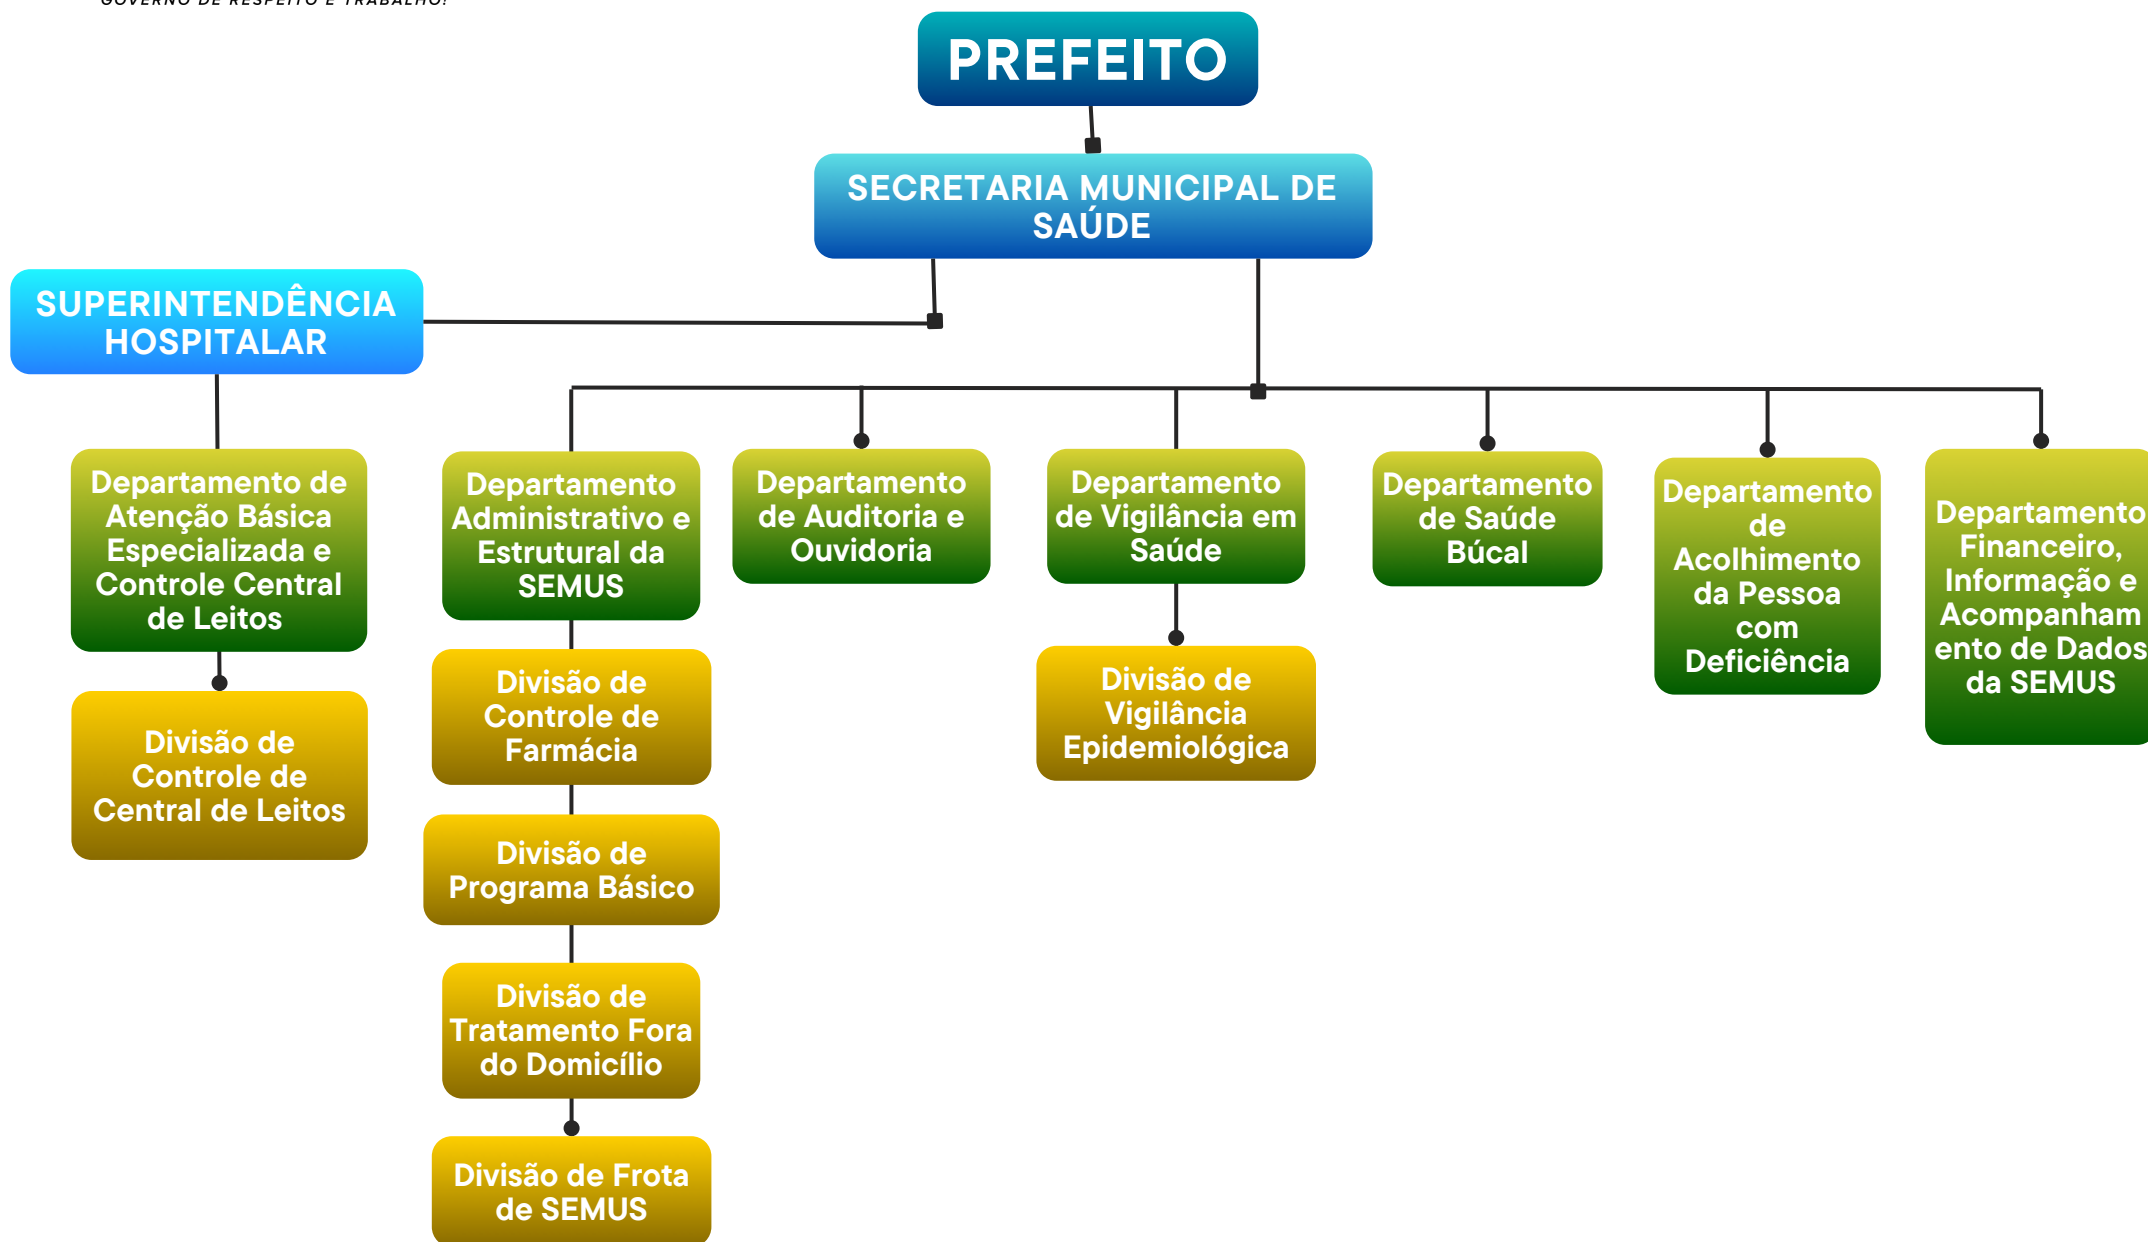 GOVERNO DE RESPEITO E TRABALHO!
PREFEITO
SECRETARIA MUNICIPAL DE
SAÚDE
SUPERINTENDÊNCIA
HOSPITALAR
Departamento de
Atenção Básica
Especializada e
Controle Central
de Leitos
Divisão de
Controle de
Central de Leitos
Departamento
Administrativo e
Estrutural da
SEMUS
Divisão de
Controle de
Farmácia
Divisão de
Programa Básico
Divisão de
Tratamento Fora
do Domicílio
Divisão de Frota
de SEMUS
Departamento
de Auditoria e
Ouvidoria
Departamento
de Vigilância em
Saúde
Divisão de
Vigilância
Epidemiológica
Departamento
de Saúde
Búcal
Departamento
de
Acolhimento
da Pessoa
com
Deficiência
Departamento
Financeiro,
Informação e
Acompanham
ento de Dados
da SEMUS